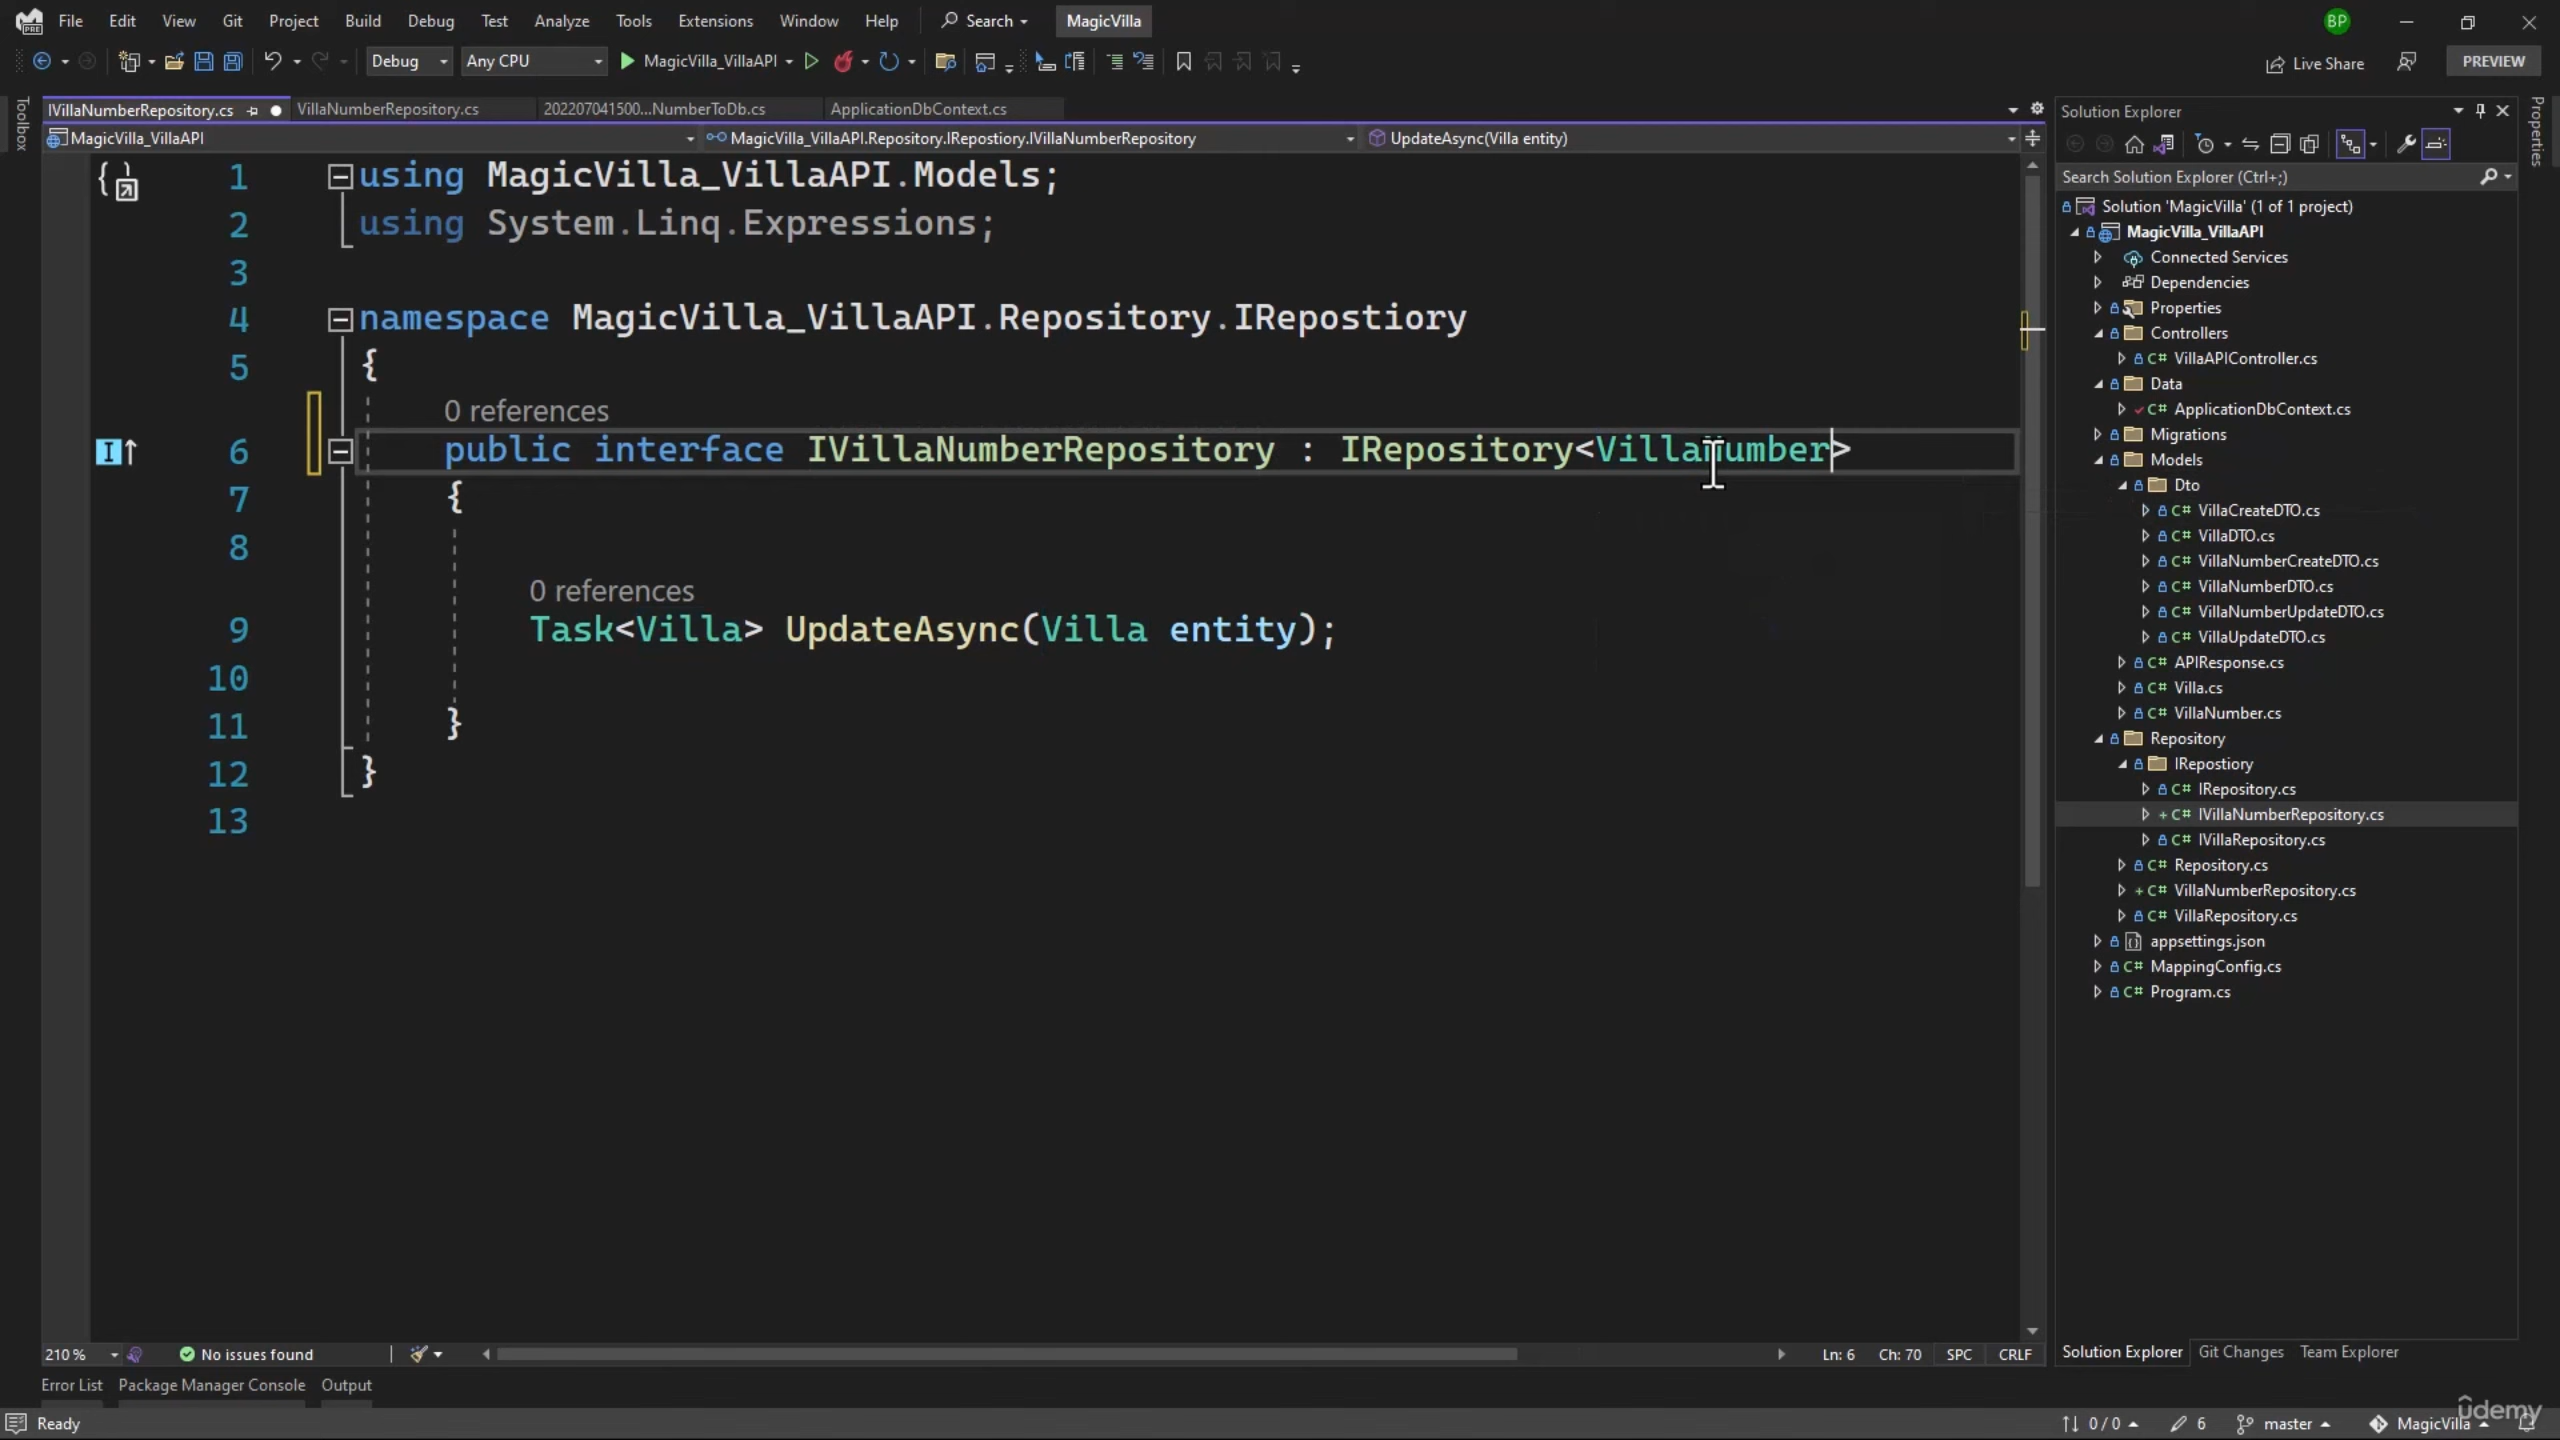 File Edit View Git Project Build Debug Test Analyze Tools Extensions Window Help Search MagicVilla BP
Debug Any CPU MagicVilla_VillaAPI Live Share PREVIEW
Toolbox
IVillaNumberRepository.cs VillaNumberRepository.cs 202207041500...NumberToDb.cs ApplicationDbContext.cs
MagicVilla_VillaAPI MagicVilla_VillaAPI.Repository.IRepostiory.IVillaNumberRepository UpdateAsync(Villa entity)
1 using MagicVilla_VillaAPI.Models;
2 using System.Linq.Expressions;
3
4 namespace MagicVilla_VillaAPI.Repository.IRepostiory
5 {
0 references
6 public interface IVillaNumberRepository : IRepository<VillaNumber>
7 {
8
0 references
9 Task<Villa> UpdateAsync(Villa entity);
10
11 }
12 }
13
210 % No issues found Ln: 6 Ch: 70 SPC CRLF
Error List Package Manager Console Output
Solution Explorer
Search Solution Explorer (Ctrl+;)
Solution 'MagicVilla' (1 of 1 project)
MagicVilla_VillaAPI
Connected Services
Dependencies
Properties
Controllers
C# VillaAPIController.cs
Data
C# ApplicationDbContext.cs
Migrations
Models
Dto
C# VillaCreateDTO.cs
C# VillaDTO.cs
C# VillaNumberCreateDTO.cs
C# VillaNumberDTO.cs
C# VillaNumberUpdateDTO.cs
C# VillaUpdateDTO.cs
C# APIResponse.cs
C# Villa.cs
C# VillaNumber.cs
Repository
IRepostiory
C# IRepository.cs
C# IVillaNumberRepository.cs
C# IVillaRepository.cs
C# Repository.cs
C# VillaNumberRepository.cs
C# VillaRepository.cs
appsettings.json
C# MappingConfig.cs
C# Program.cs
Solution Explorer Git Changes Team Explorer
Properties
Ready 0 / 0 6 master MagicVilla
udemy